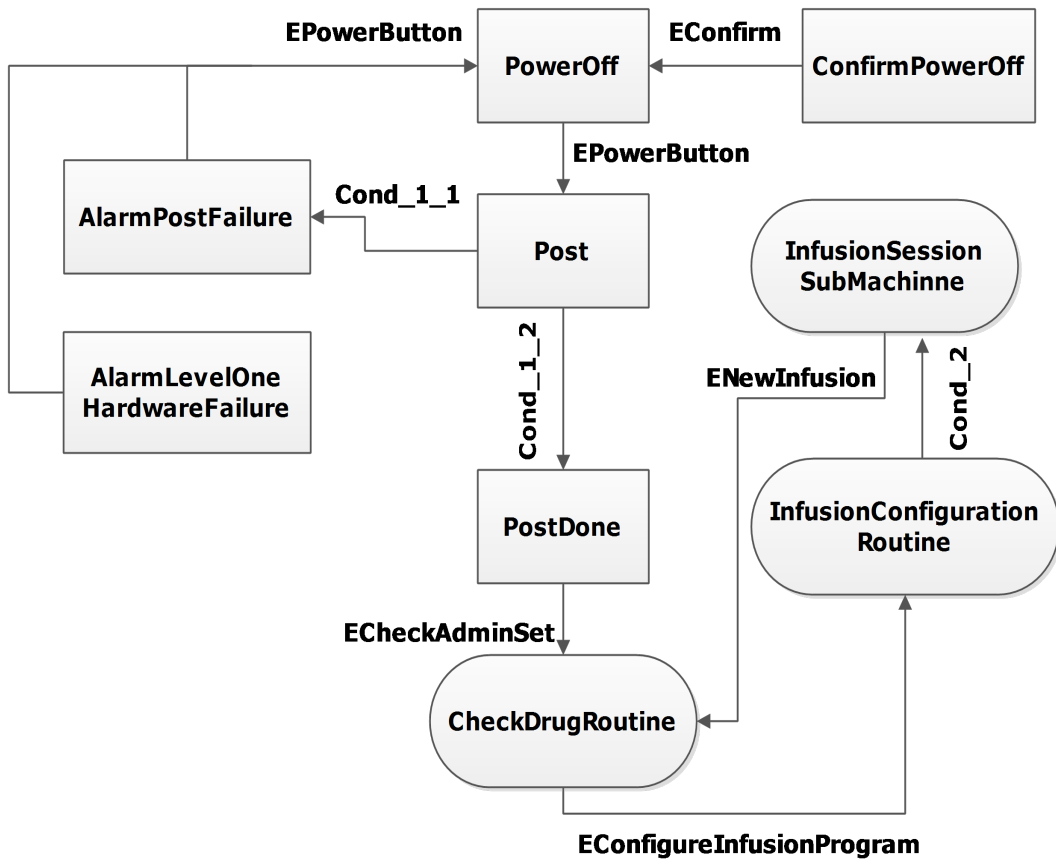 EPowerButton
EConfirm
PowerOff
ConfirmPowerOff
EPowerButton
Cond_1_1
AlarmPostFailure
Post
InfusionSession
SubMachinne
Cond_1_2
ENewInfusion
Cond_2
AlarmLevelOne
HardwareFailure
PostDone
InfusionConfiguration
Routine
ECheckAdminSet
CheckDrugRoutine
EConfigureInfusionProgram